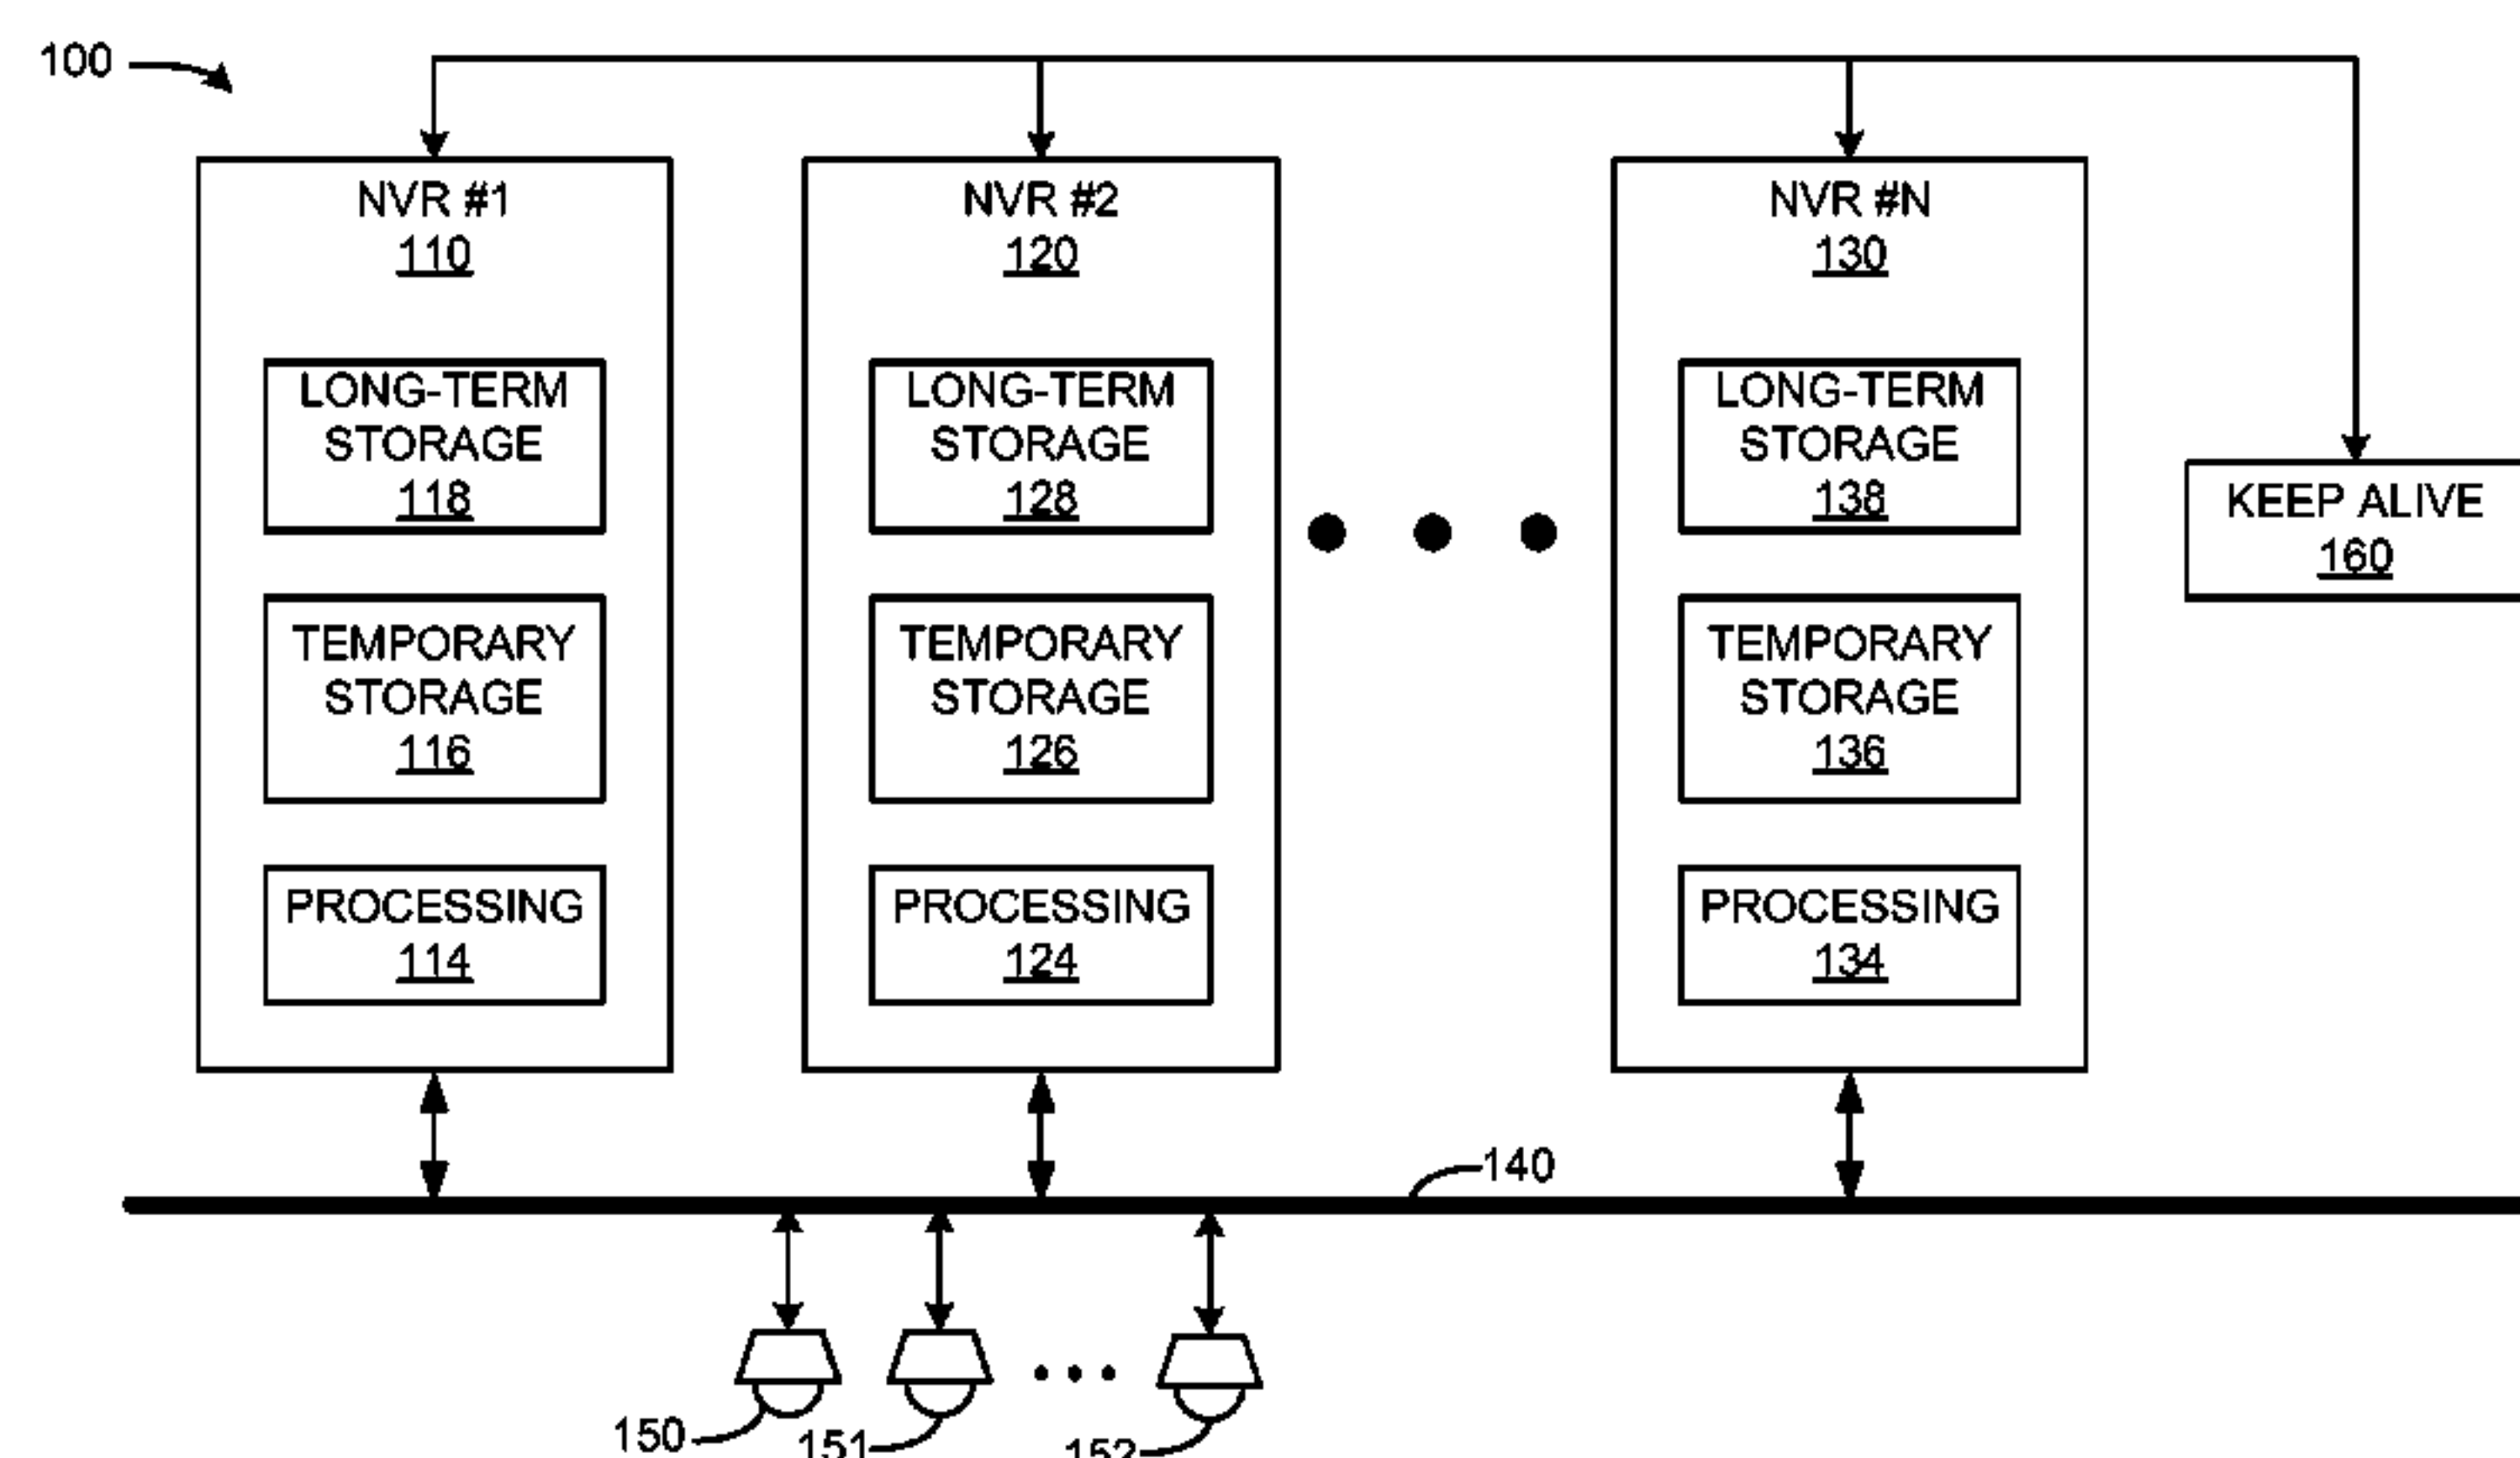 100
NVR #1
110
LONG-TERM
STORAGE
118
TEMPORARY
STORAGE
116
PROCESSING
114
NVR #2
120
LONG-TERM
STORAGE
128
TEMPORARY
STORAGE
126
PROCESSING
124
NVR #N
130
LONG-TERM
STORAGE
138
TEMPORARY
STORAGE
136
PROCESSING
134
KEEP ALIVE
160
140
150
151
152